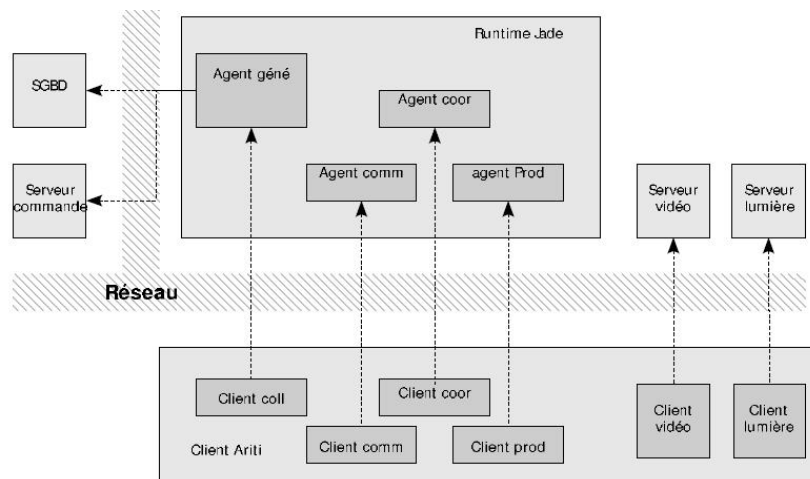 Runtime Jade
SGBD
Agent géné
Agent coor
Agent comm
agent Prod
Serveur
commande
Serveur
vidéo
Serveur
lumière
Réseau
Client coll
Client coor
Client comm
Client prod
Client
vidéo
Client
lumière
Client Ariti